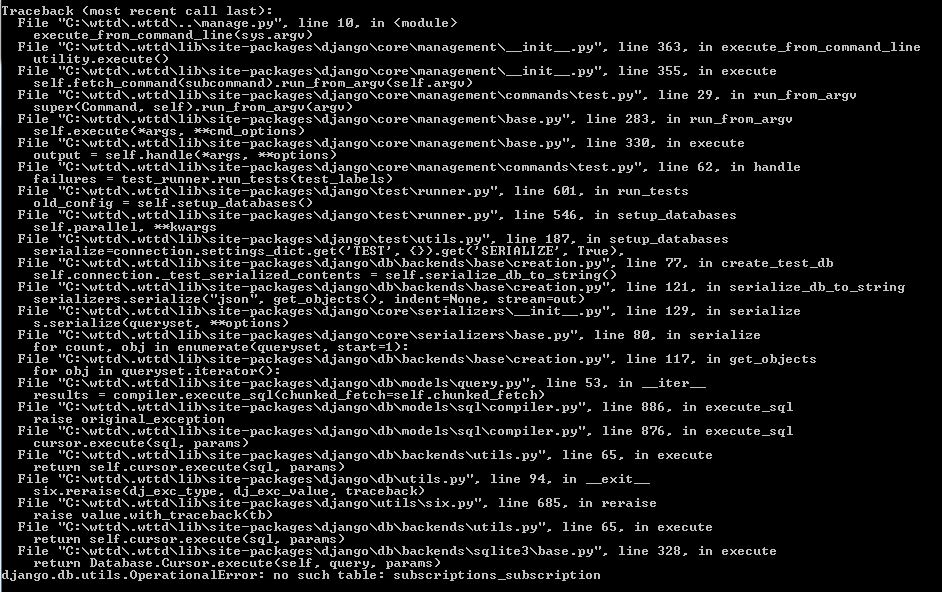 Traceback (most recent call last):
  File "C:\wttd\.wttd\..\manage.py", line 10, in <module>
    execute_from_command_line(sys.argv)
  File "C:\wttd\.wttd\lib\site-packages\django\core\management\__init__.py", line 363, in execute_from_command_line
    utility.execute()
  File "C:\wttd\.wttd\lib\site-packages\django\core\management\__init__.py", line 355, in execute
    self.fetch_command(subcommand).run_from_argv(self.argv)
  File "C:\wttd\.wttd\lib\site-packages\django\core\management\commands\test.py", line 29, in run_from_argv
    super(Command, self).run_from_argv(argv)
  File "C:\wttd\.wttd\lib\site-packages\django\core\management\base.py", line 283, in run_from_argv
    self.execute(*args, **cmd_options)
  File "C:\wttd\.wttd\lib\site-packages\django\core\management\base.py", line 330, in execute
    output = self.handle(*args, **options)
  File "C:\wttd\.wttd\lib\site-packages\django\core\management\commands\test.py", line 62, in handle
    failures = test_runner.run_tests(test_labels)
  File "C:\wttd\.wttd\lib\site-packages\django\test\runner.py", line 601, in run_tests
    old_config = self.setup_databases()
  File "C:\wttd\.wttd\lib\site-packages\django\test\runner.py", line 546, in setup_databases
    self.parallel, **kwargs
  File "C:\wttd\.wttd\lib\site-packages\django\test\utils.py", line 187, in setup_databases
    serialize=connection.settings_dict.get('TEST', {}).get('SERIALIZE', True),
  File "C:\wttd\.wttd\lib\site-packages\django\db\backends\base\creation.py", line 77, in create_test_db
    self.connection._test_serialized_contents = self.serialize_db_to_string()
  File "C:\wttd\.wttd\lib\site-packages\django\db\backends\base\creation.py", line 121, in serialize_db_to_string
    serializers.serialize("json", get_objects(), indent=None, stream=out)
  File "C:\wttd\.wttd\lib\site-packages\django\core\serializers\__init__.py", line 129, in serialize
    s.serialize(queryset, **options)
  File "C:\wttd\.wttd\lib\site-packages\django\core\serializers\base.py", line 80, in serialize
    for count, obj in enumerate(queryset, start=1):
  File "C:\wttd\.wttd\lib\site-packages\django\db\backends\base\creation.py", line 117, in get_objects
    for obj in queryset.iterator():
  File "C:\wttd\.wttd\lib\site-packages\django\db\models\query.py", line 53, in __iter__
    results = compiler.execute_sql(chunked_fetch=self.chunked_fetch)
  File "C:\wttd\.wttd\lib\site-packages\django\db\models\sql\compiler.py", line 886, in execute_sql
    raise original_exception
  File "C:\wttd\.wttd\lib\site-packages\django\db\models\sql\compiler.py", line 876, in execute_sql
    cursor.execute(sql, params)
  File "C:\wttd\.wttd\lib\site-packages\django\db\backends\utils.py", line 65, in execute
    return self.cursor.execute(sql, params)
  File "C:\wttd\.wttd\lib\site-packages\django\db\utils.py", line 94, in __exit__
    six.reraise(dj_exc_type, dj_exc_value, traceback)
  File "C:\wttd\.wttd\lib\site-packages\django\utils\six.py", line 685, in reraise
    raise value.with_traceback(tb)
  File "C:\wttd\.wttd\lib\site-packages\django\db\backends\utils.py", line 65, in execute
    return self.cursor.execute(sql, params)
  File "C:\wttd\.wttd\lib\site-packages\django\db\backends\sqlite3\base.py", line 328, in execute
    return Database.Cursor.execute(self, query, params)
django.db.utils.OperationalError: no such table: subscriptions_subscription